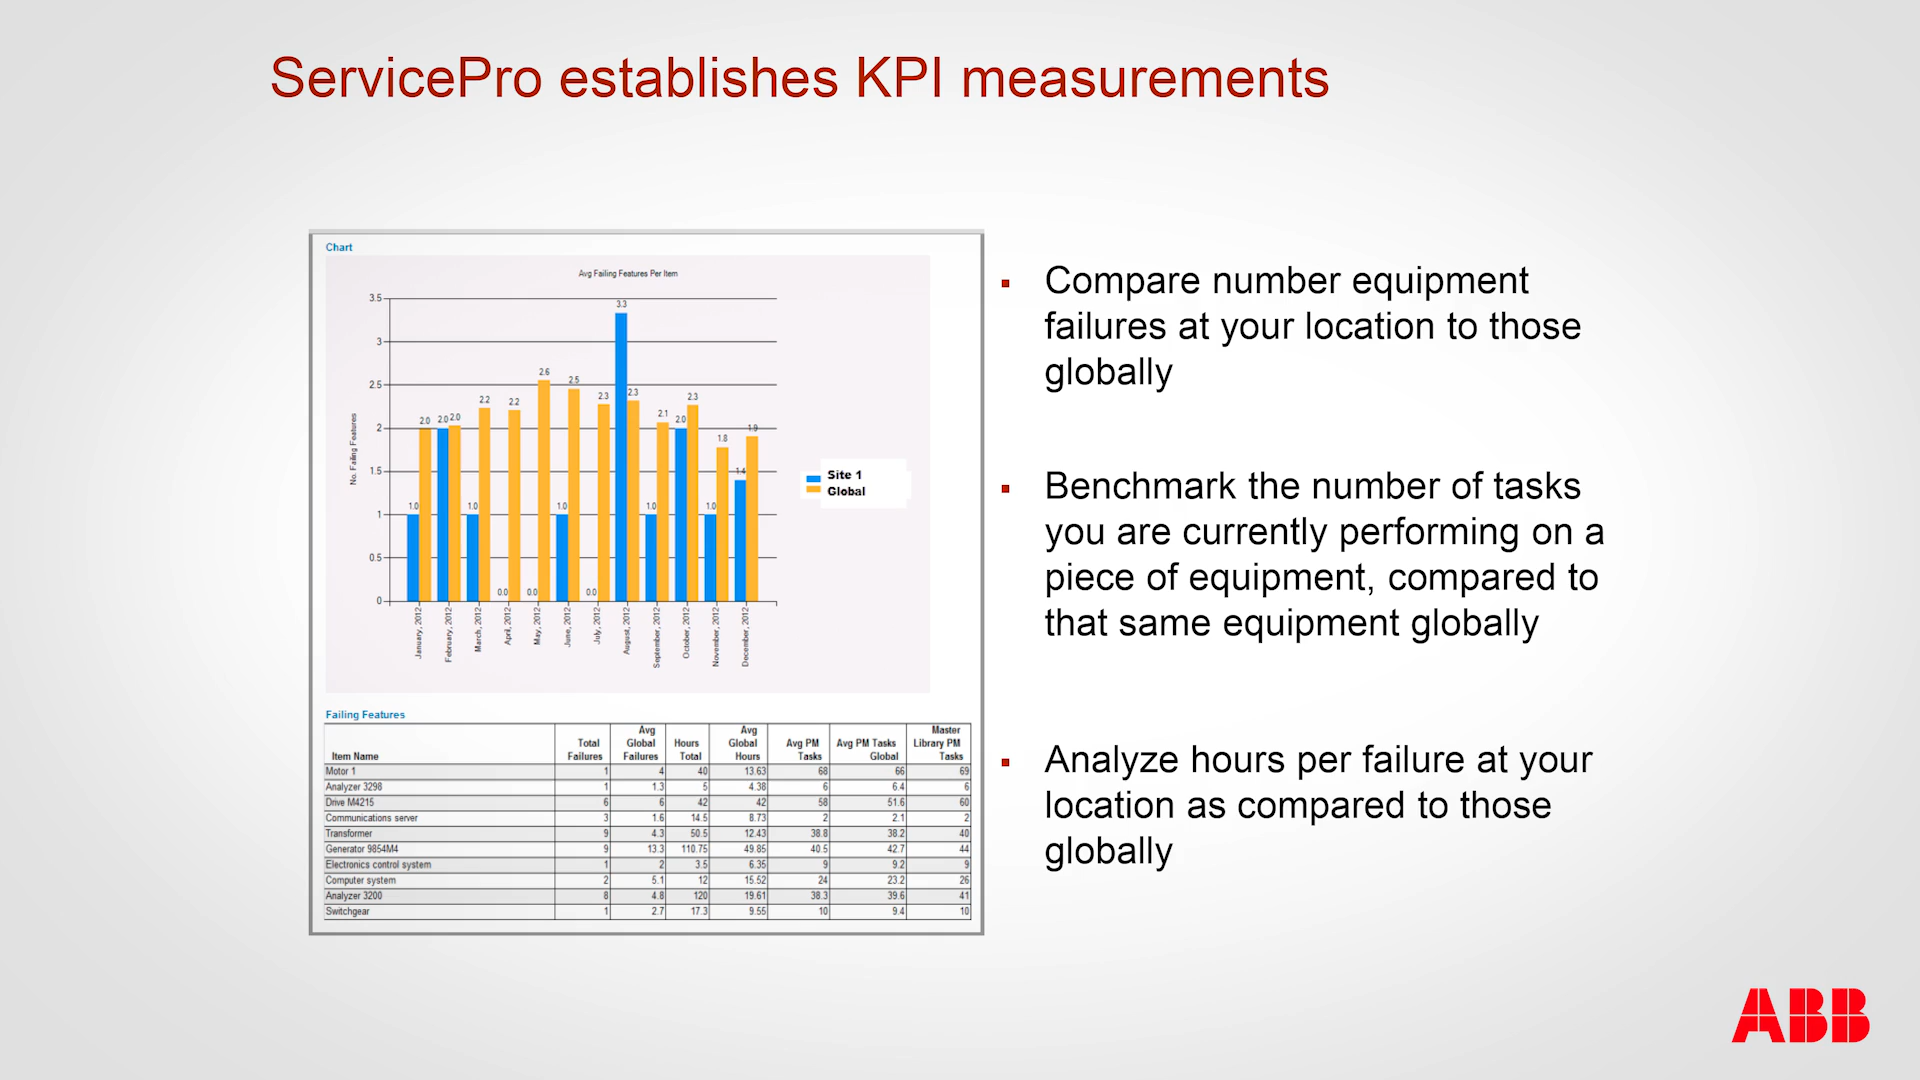 ServicePro establishes KPI measurements
Chart
Avg Failing Features Per Item
No. Failing Features
3.5
3
2.5
2
1.5
1
0.5
0
1.0 2.0 2.0 2.0 1.0 2.2 0.0 2.2 0.0 2.6 1.0 2.5 0.0 2.3 3.3 2.3 1.0 2.1 2.0 2.3 1.0 1.8 1.4 1.9
January, 2012
February, 2012
March, 2012
April, 2012
May, 2012
June, 2012
July, 2012
August, 2012
September, 2012
October, 2012
November, 2012
December, 2012
Site 1
Global
Failing Features
Item Name Total Failures Avg Global Failures Hours Total Avg Global Hours Avg PM Tasks Avg PM Tasks Global Master Library PM Tasks
Motor 1 1 4 40 13.63 68 66 69
Analyzer 3298 1 1.3 5 4.38 6 6.4 6
Drive M4215 6 6 42 42 58 51.6 60
Communications server 3 1.6 14.5 8.73 2 2.1 2
Transformer 9 4.3 50.5 12.43 38.8 38.2 40
Generator 9854M4 9 13.3 110.75 49.85 40.5 42.7 44
Electronics control system 1 2 3.5 6.35 9 9.2 9
Computer system 2 5.1 12 15.52 24 23.2 26
Analyzer 3200 8 4.8 120 19.61 38.3 39.6 41
Switchgear 1 2.7 17.3 9.55 10 9.4 10
Compare number equipment
failures at your location to those
globally
Benchmark the number of tasks
you are currently performing on a
piece of equipment, compared to
that same equipment globally
Analyze hours per failure at your
location as compared to those
globally
ABB